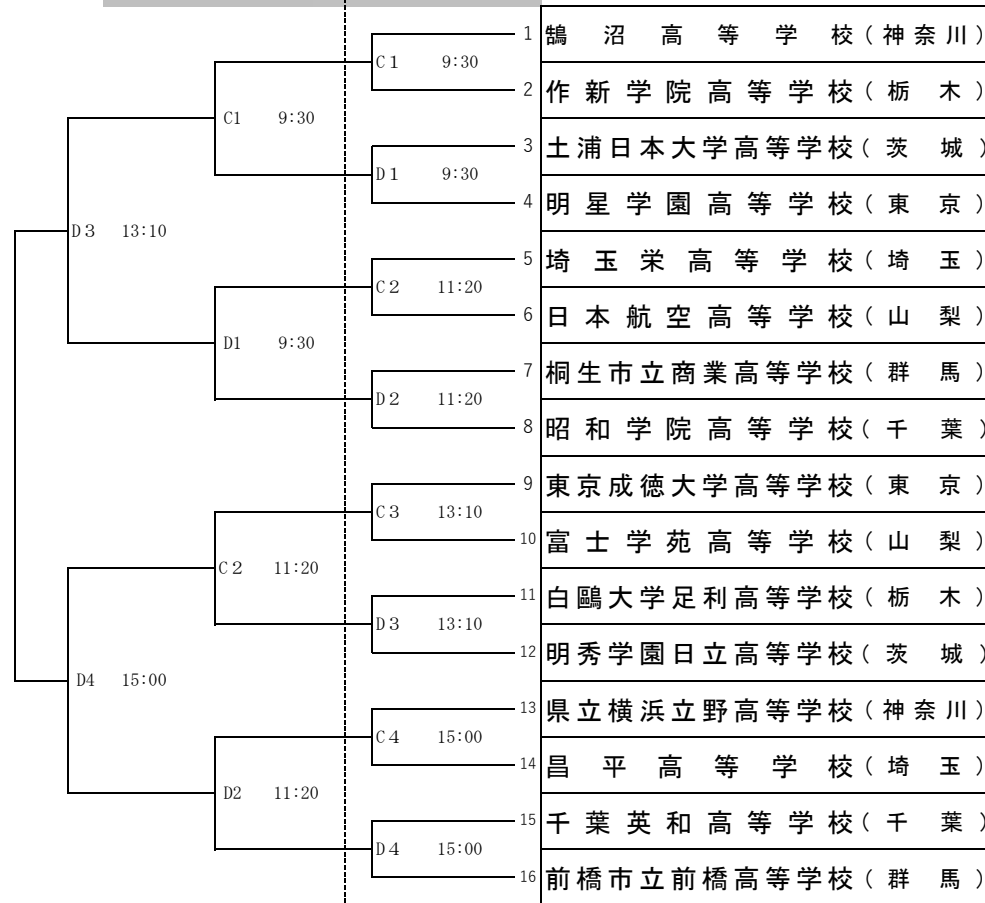 1 鵠沼高等学校（神奈川）
C1 9:30
2 作新学院高等学校（栃木）
C1 9:30
3 土浦日本大学高等学校（茨城）
D1 9:30
4 明星学園高等学校（東京）
D3 13:10
5 埼玉栄高等学校（埼玉）
C2 11:20
6 日本航空高等学校（山梨）
D1 9:30
7 桐生市立商業高等学校（群馬）
D2 11:20
8 昭和学院高等学校（千葉）
9 東京成徳大学高等学校（東京）
C3 13:10
10 富士学苑高等学校（山梨）
C2 11:20
11 白鷗大学足利高等学校（栃木）
D3 13:10
12 明秀学園日立高等学校（茨城）
D4 15:00
13 県立横浜立野高等学校（神奈川）
C4 15:00
14 昌平高等学校（埼玉）
D2 11:20
15 千葉英和高等学校（千葉）
D4 15:00
16 前橋市立前橋高等学校（群馬）